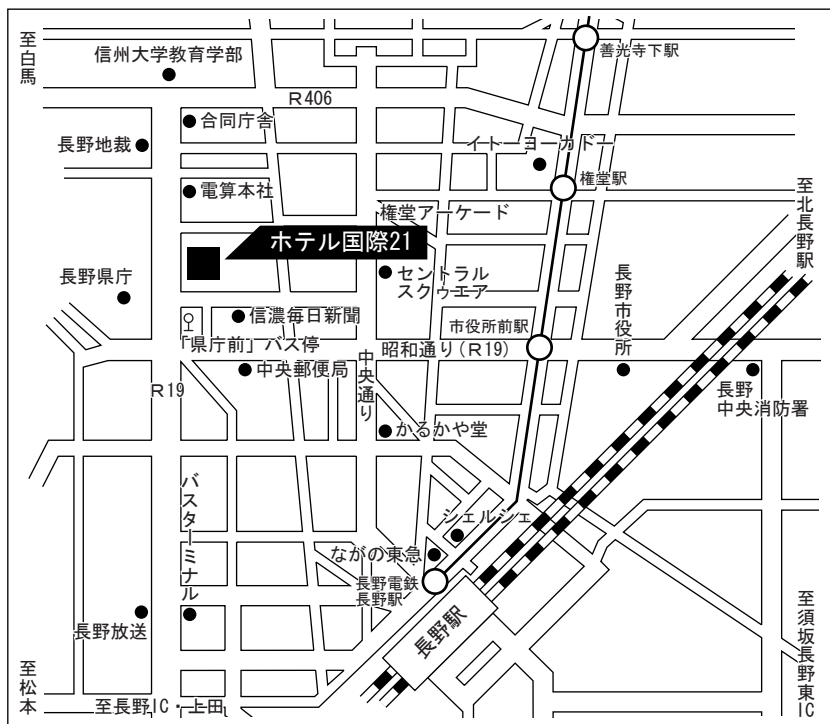 至白馬
信州大学教育学部
善光寺下駅
R406
合同庁舎
長野地裁
イトーヨーカドー
権堂駅
電算本社
至北長野駅
権堂アーケード
ホテル国際21
セントラル
スクゥエア
長野県庁
長野市役所
信濃毎日新聞
市役所前駅
「県庁前」バス停
昭和通り(R19)
中央通り
中央郵便局
R19
長野
中央消防署
かるかや堂
バスターミナル
シェルシェ
ながの東急
長野電鉄
長野駅
長野駅
長野放送
至須坂長野東IC
至松本
至長野IC・上田